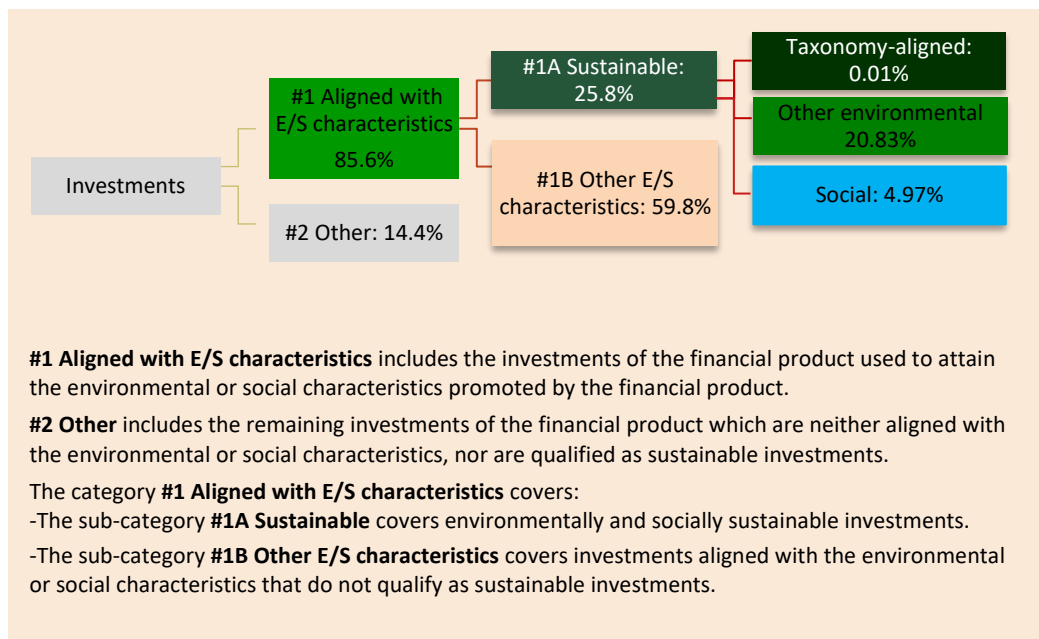 Investments
#1 Aligned with
E/S characteristics
85.6%
#2 Other: 14.4%
#1A Sustainable:
25.8%
#1B Other E/S
characteristics: 59.8%
Taxonomy-aligned:
0.01%
Other environmental
20.83%
Social: 4.97%
#1 Aligned with E/S characteristics includes the investments of the financial product used to attain
the environmental or social characteristics promoted by the financial product.
#2 Other includes the remaining investments of the financial product which are neither aligned with
the environmental or social characteristics, nor are qualified as sustainable investments.
The category #1 Aligned with E/S characteristics covers:
-The sub-category #1A Sustainable covers environmentally and socially sustainable investments.
-The sub-category #1B Other E/S characteristics covers investments aligned with the environmental
or social characteristics that do not qualify as sustainable investments.